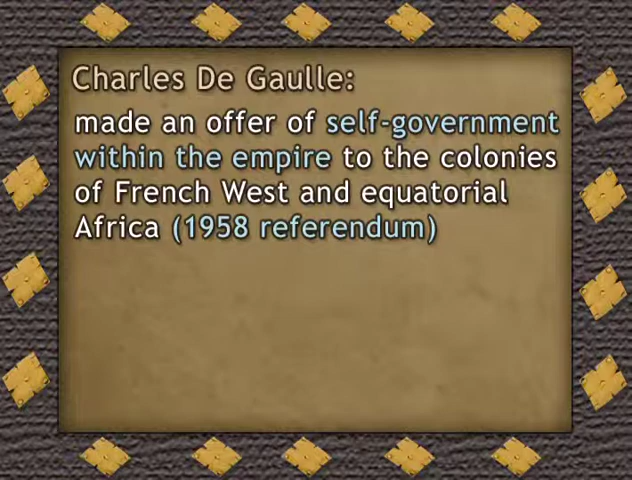 Charles De Gaulle:
made an offer of self-government
within the empire to the colonies
of French West and equatorial
Africa (1958 referendum)